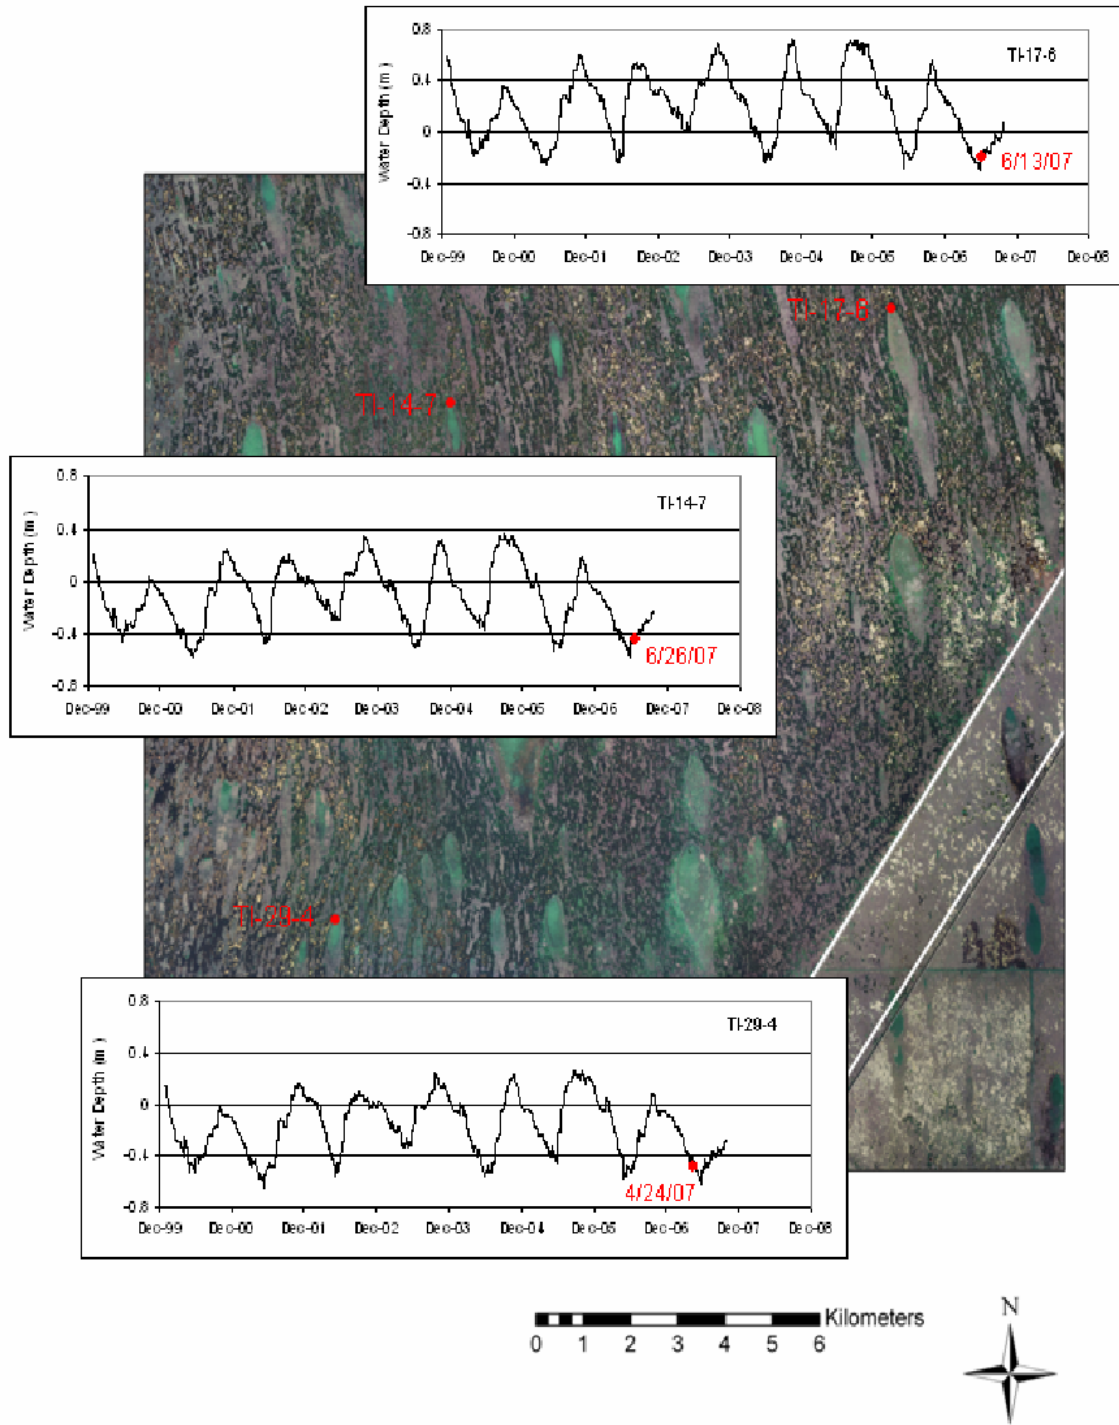 0.8
TI-17-6
0.4
Water Depth (m)
0
6/13/07
-0.4
-0.8
Dec-99 Dec-00 Dec-01 Dec-02 Dec-03 Dec-04 Dec-05 Dec-06 Dec-07 Dec-08
TI-17-6
TI-14-7
0.8
TI-14-7
0.4
Water Depth (m)
0
-0.4
6/26/07
-0.8
Dec-99 Dec-00 Dec-01 Dec-02 Dec-03 Dec-04 Dec-05 Dec-06 Dec-07 Dec-08
TI-29-4
0.8
TI-29-4
0.4
Water Depth (m)
0
-0.4
4/24/07
-0.8
Dec-99 Dec-00 Dec-01 Dec-02 Dec-03 Dec-04 Dec-05 Dec-06 Dec-07 Dec-08
N
Kilometers
0 1 2 3 4 5 6